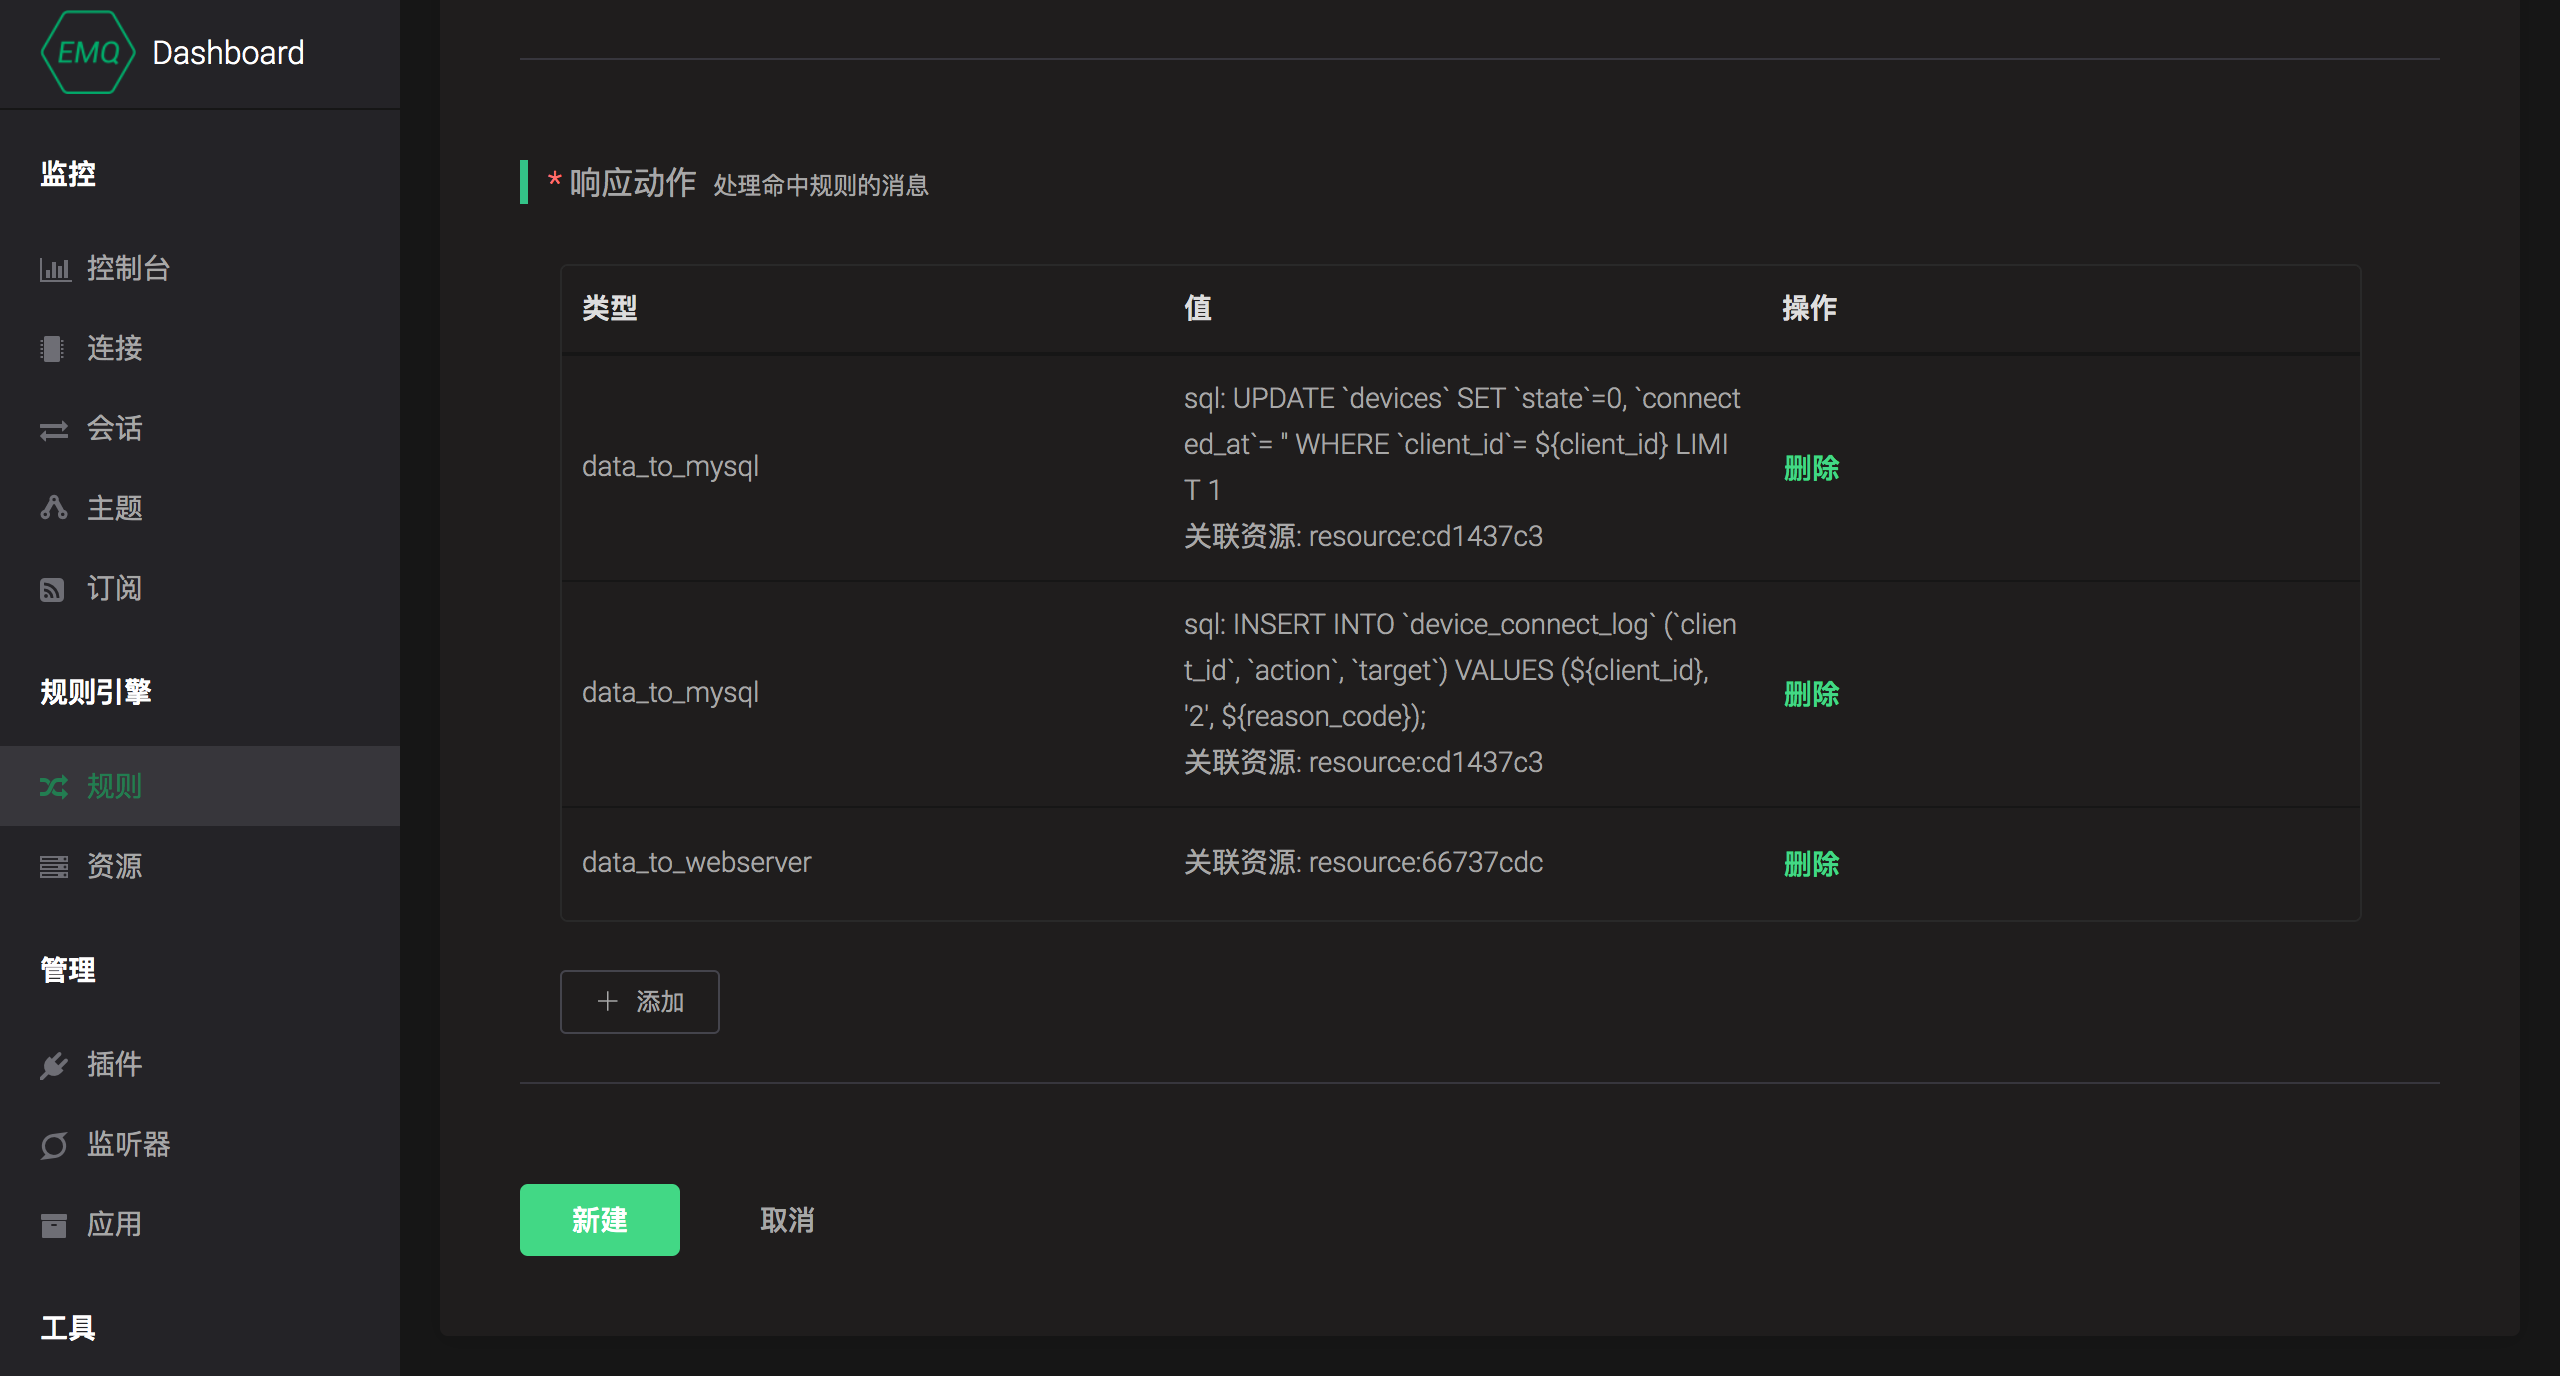 EMQ Dashboard
监控
控制台
连接
会话
主题
订阅
规则引擎
规则
资源
管理
插件
监听器
应用
工具
* 响应动作 处理命中规则的消息
类型 值 操作
data_to_mysql
sql: UPDATE `devices` SET `state`=0, `connect
ed_at`= '' WHERE `client_id`= ${client_id} LIMI
T 1
关联资源: resource:cd1437c3
删除
data_to_mysql
sql: INSERT INTO `device_connect_log` (`clien
t_id`, `action`, `target`) VALUES (${client_id},
'2', ${reason_code});
关联资源: resource:cd1437c3
删除
data_to_webserver
关联资源: resource:66737cdc
删除
添加
新建
取消